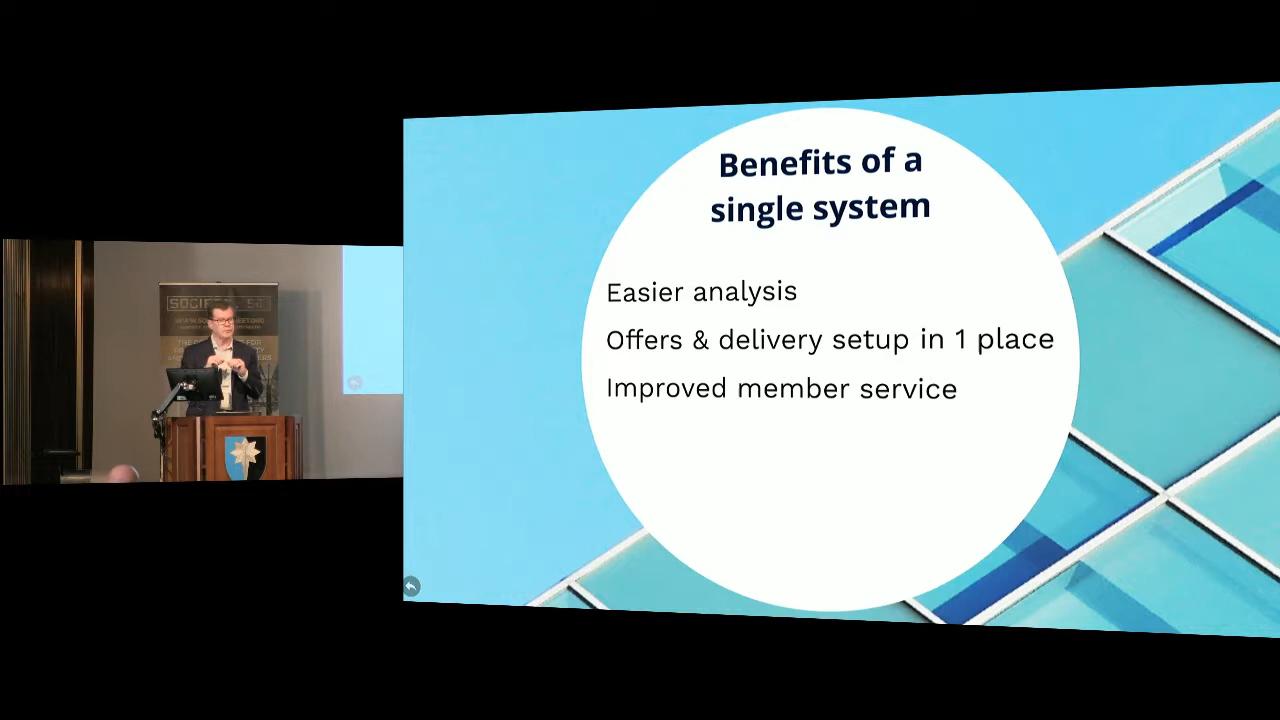 Benefits of a
single system
Easier analysis
Offers & delivery setup in 1 place
Improved member service